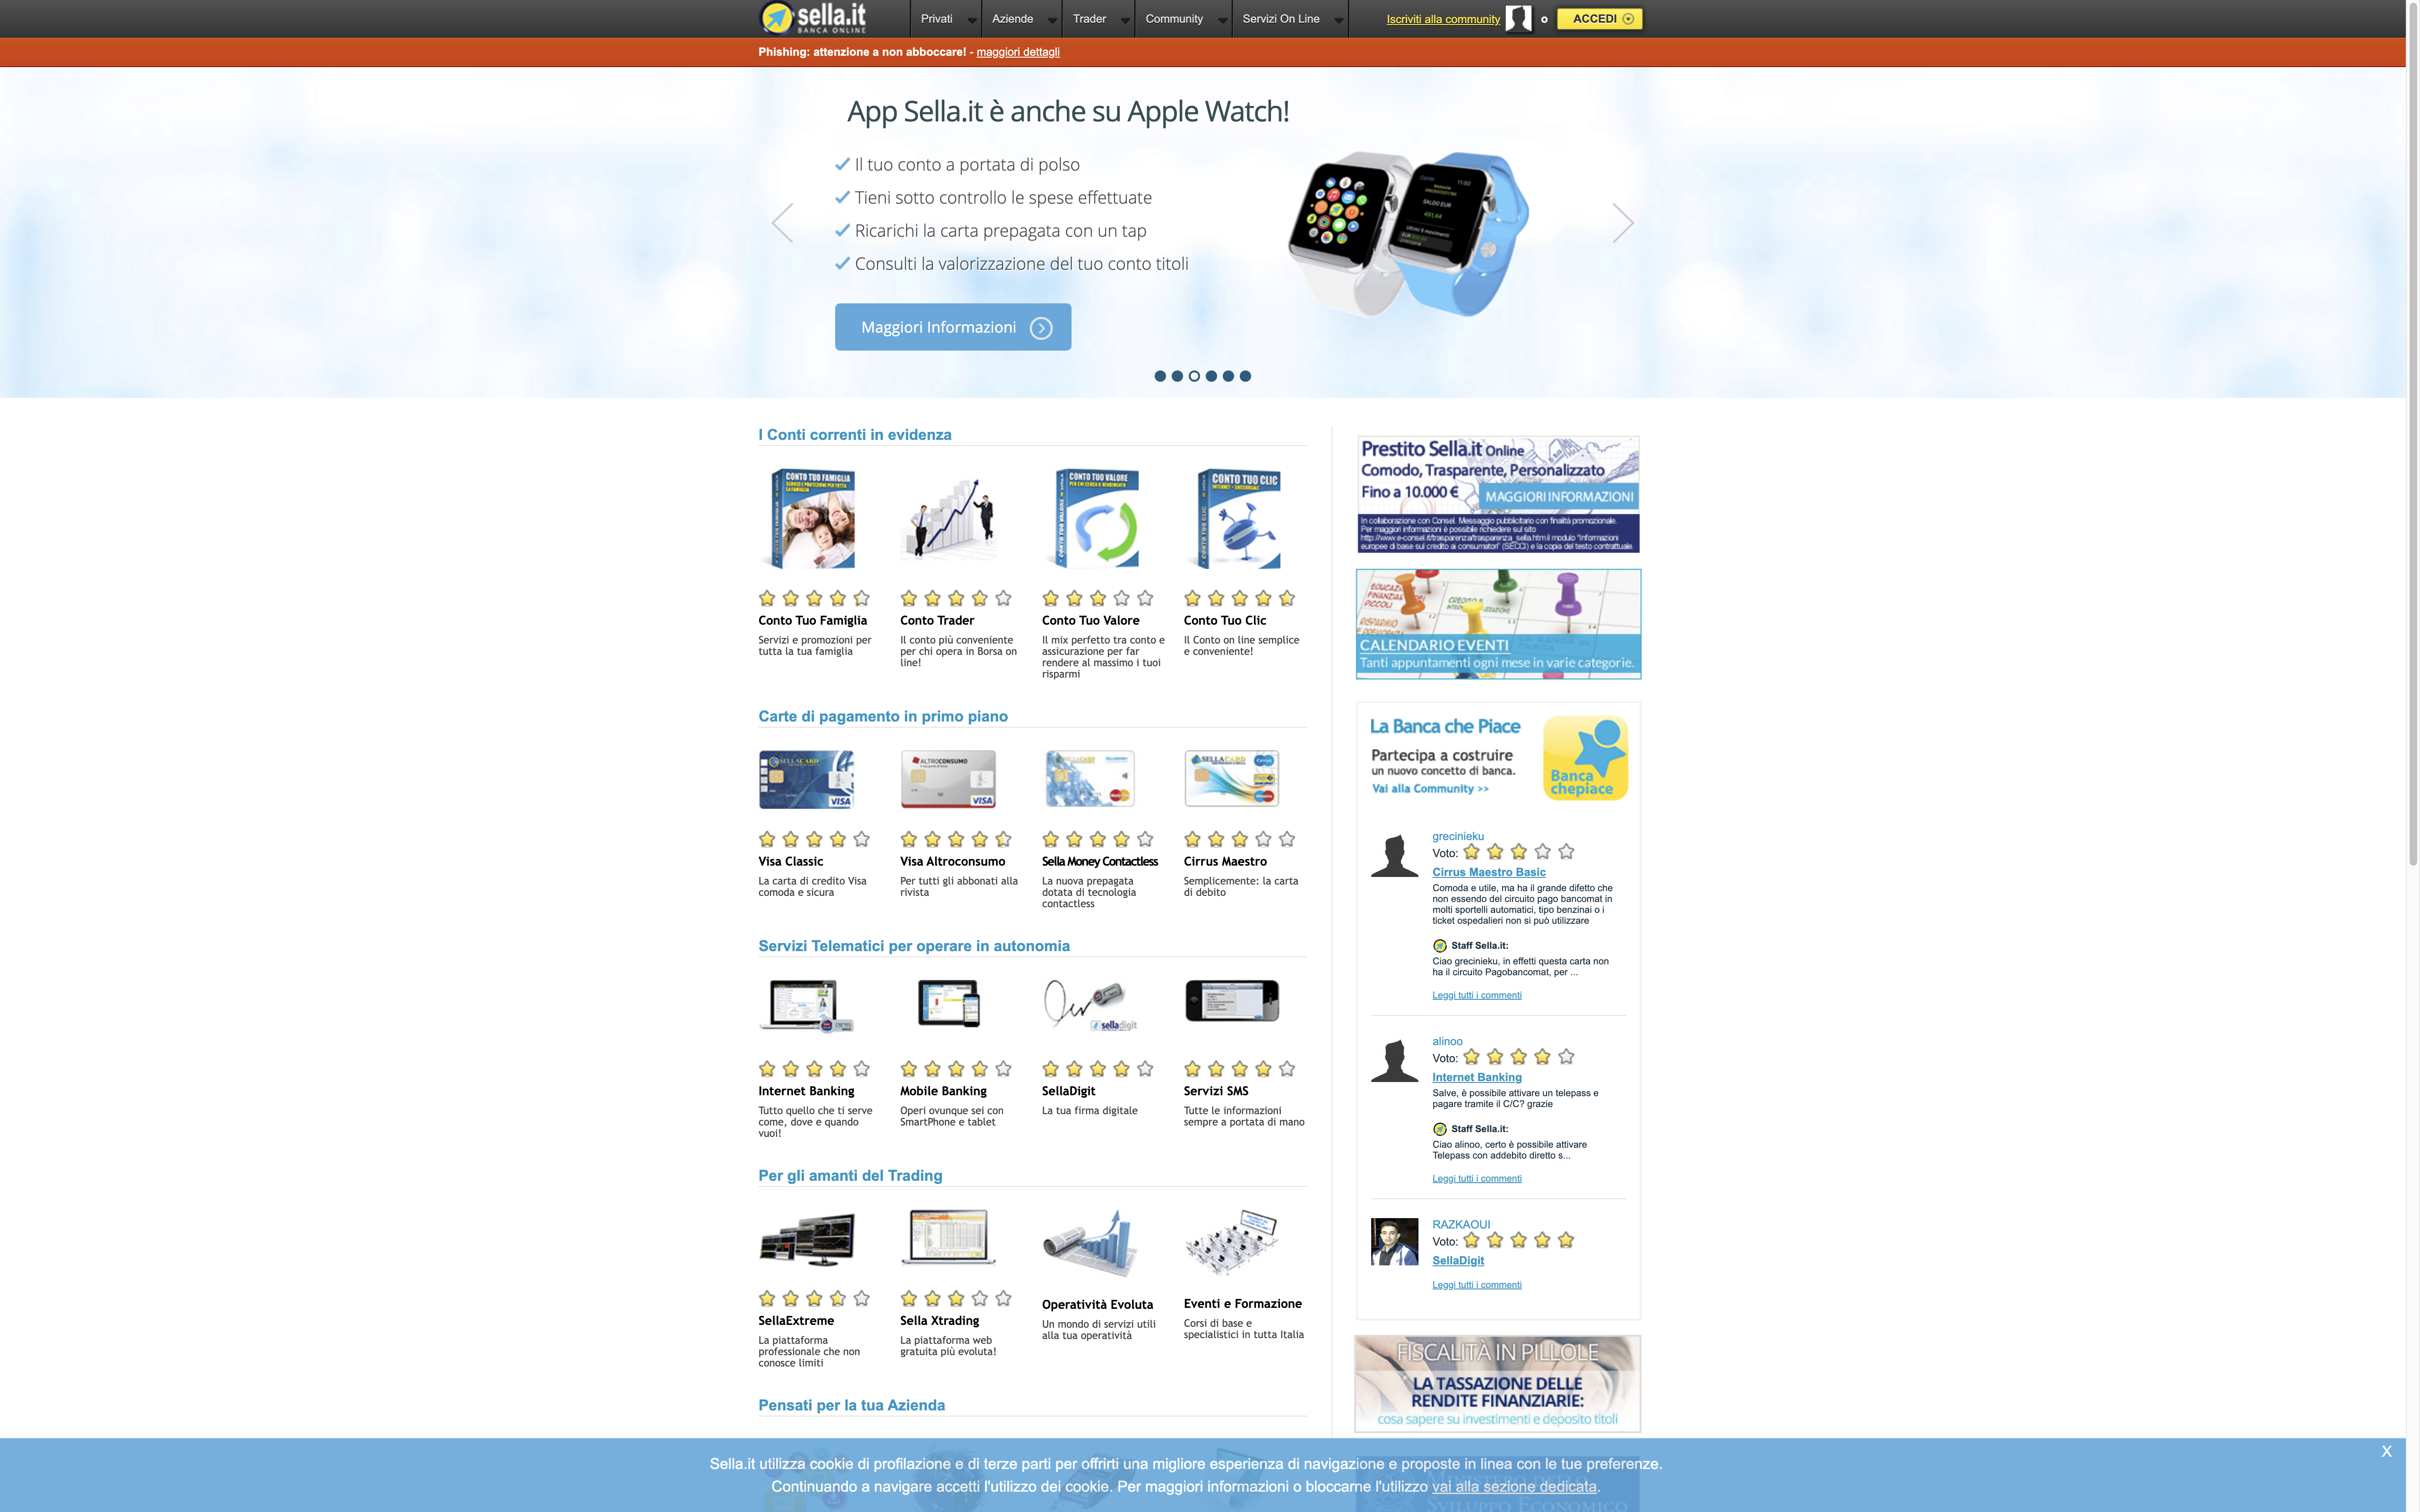 sella.it
BANCA ONLINE
Privati
Aziende
Trader
Community
Servizi On Line
Iscriviti alla community
o
ACCEDI
Phishing: attenzione a non abboccare! - maggiori dettagli
App Sella.it è anche su Apple Watch!
Il tuo conto a portata di polso
Tieni sotto controllo le spese effettuate
Ricarichi la carta prepagata con un tap
Consulti la valorizzazione del tuo conto titoli
Maggiori Informazioni
I Conti correnti in evidenza
CONTO TUO FAMIGLIA
CONTO TUO VALORE
CONTO TUO CLIC
Conto Tuo Famiglia
Servizi e promozioni per
tutta la tua famiglia
Conto Trader
Il conto più conveniente
per chi opera in Borsa on
line!
Conto Tuo Valore
Il mix perfetto tra conto e
assicurazione per far
rendere al massimo i tuoi
risparmi
Conto Tuo Clic
Il Conto on line semplice
e conveniente!
Carte di pagamento in primo piano
SELLACARD
VISA
ALTROCONSUMO
VISA
SELLACARD
Visa Classic
La carta di credito Visa
comoda e sicura
Visa Altroconsumo
Per tutti gli abbonati alla
rivista
Sella Money Contactless
La nuova prepagata
dotata di tecnologia
contactless
Cirrus Maestro
Semplicemente: la carta
di debito
Servizi Telematici per operare in autonomia
selladigit
Internet Banking
Tutto quello che ti serve
come, dove e quando
vuoi!
Mobile Banking
Operi ovunque sei con
SmartPhone e tablet
SellaDigit
La tua firma digitale
Servizi SMS
Tutte le informazioni
sempre a portata di mano
Per gli amanti del Trading
SellaExtreme
La piattaforma
professionale che non
conosce limiti
Sella Xtrading
La piattaforma web
gratuita più evoluta!
Operatività Evoluta
Un mondo di servizi utili
alla tua operatività
Eventi e Formazione
Corsi di base e
specialistici in tutta Italia
Pensati per la tua Azienda
Prestito Sella.it Online
Comodo, Trasparente, Personalizzato
Fino a 10.000 €
MAGGIORI INFORMAZIONI
In collaborazione con Consel. Messaggio pubblicitario con finalità promozionale.
Per maggiori informazioni è possibile richiedere sul sito
http://www.e-consel.it/trasparenza/trasparenza_sella.htm il modulo "Informazioni
europee di base sul credito ai consumatori" (SECCI) e la copia del testo contrattuale.
CALENDARIO EVENTI
Tanti appuntamenti ogni mese in varie categorie.
La Banca che Piace
Partecipa a costruire
un nuovo concetto di banca.
Vai alla Community >>
Banca
chepiace
grecinieku
Voto:
Cirrus Maestro Basic
Comoda e utile, ma ha il grande difetto che
non essendo del circuito pago bancomat in
molti sportelli automatici, tipo benzinai o i
ticket ospedalieri non si può utilizzare
Staff Sella.it:
Ciao grecinieku, in effetti questa carta non
ha il circuito Pagobancomat, per ...
Leggi tutti i commenti
alinoo
Voto:
Internet Banking
Salve, è possibile attivare un telepass e
pagare tramite il C/C? grazie
Staff Sella.it:
Ciao alinoo, certo è possibile attivare
Telepass con addebito diretto s...
Leggi tutti i commenti
RAZKAOUI
Voto:
SellaDigit
Leggi tutti i commenti
FISCALITÀ IN PILLOLE
LA TASSAZIONE DELLE
RENDITE FINANZIARIE:
cosa sapere su investimenti e deposito titoli
X
Sella.it utilizza cookie di profilazione e di terze parti per offrirti una migliore esperienza di navigazione e proposte in linea con le tue preferenze.
Continuando a navigare accetti l'utilizzo dei cookie. Per maggiori informazioni o bloccarne l'utilizzo vai alla sezione dedicata.
MINISTERO DELLO
SVILUPPO ECONOMICO